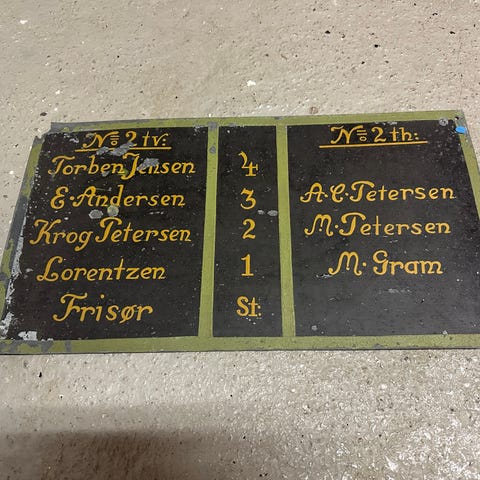 No 2 tv: No 2 th:
Torben Jensen 4
E. Andersen 3 A.C. Petersen
Krog Petersen 2 M. Petersen
Lorentzen 1 M. Gram
Frisør St: